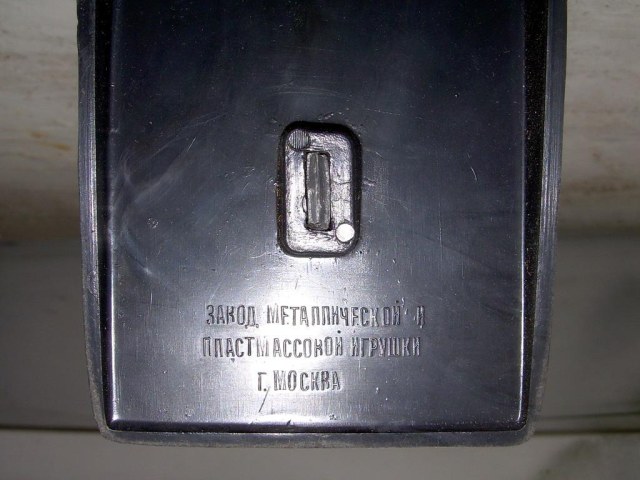 ЗАВОД МЕТАЛЛИЧЕСКОЙ И
ПЛАСТМАССОВОЙ ИГРУШКИ
Г. МОСКВА